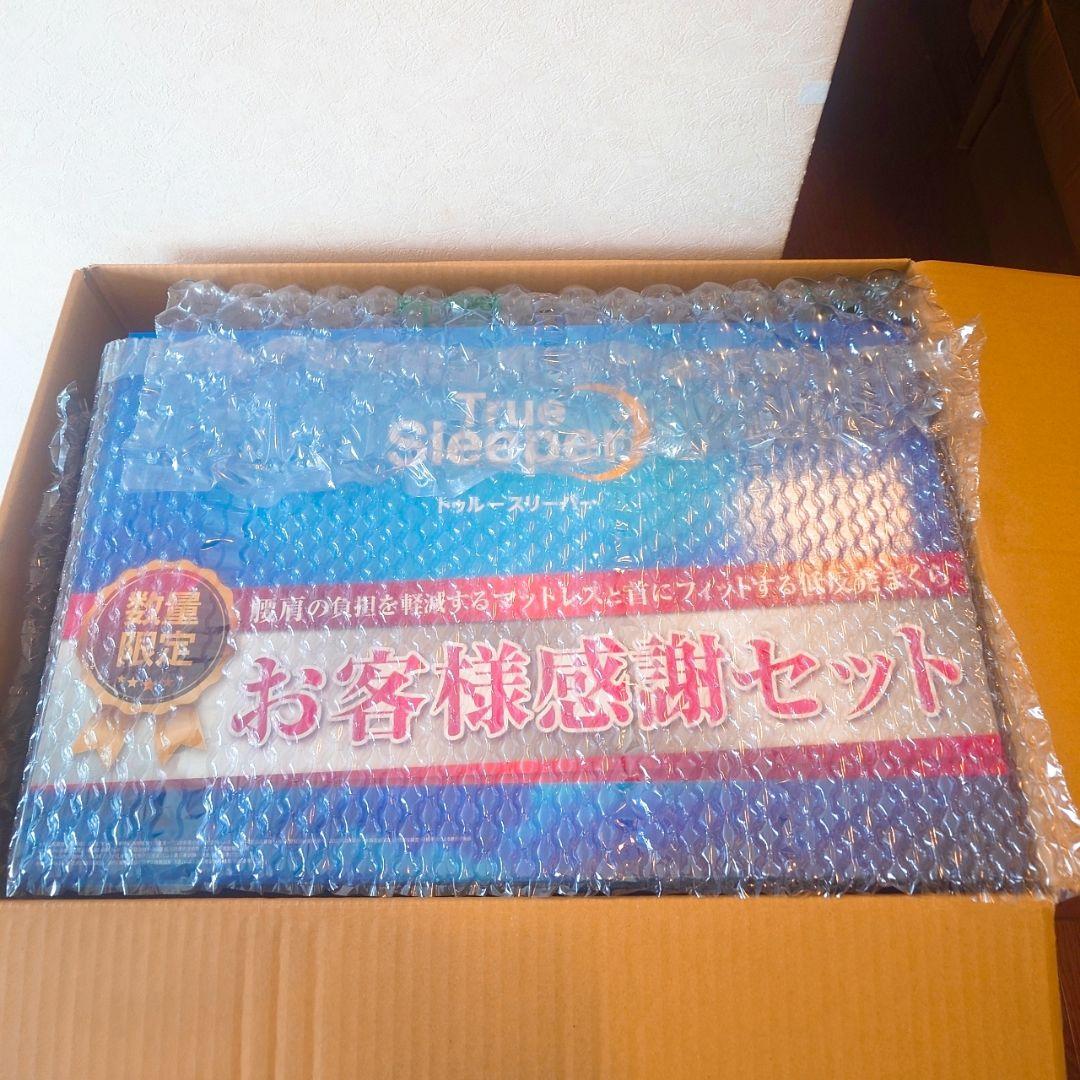 True
Sleeper
トゥルースリーパー
数量
限定
腰肩の負担を軽減するマットレスと首にフィットする低反発まくら
お客様感謝セット